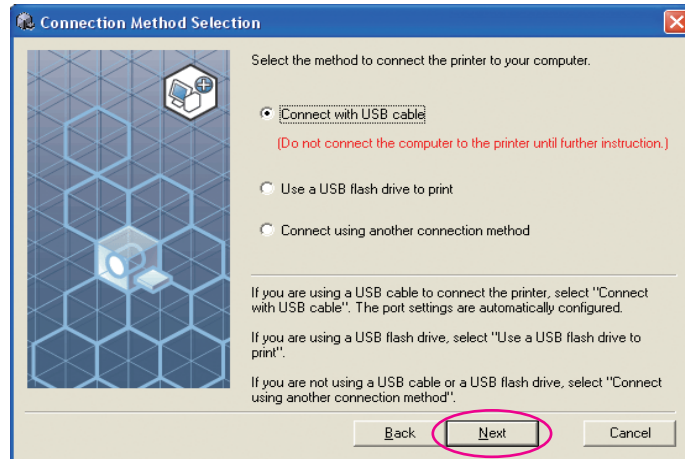 Connection Method Selection
Select the method to connect the printer to your computer.
Connect with USB cable
(Do not connect the computer to the printer until further instruction.)
Use a USB flash drive to print
Connect using another connection method
If you are using a USB cable to connect the printer, select "Connect
with USB cable". The port settings are automatically configured.
If you are using a USB flash drive, select "Use a USB flash drive to
print".
If you are not using a USB cable or a USB flash drive, select "Connect
using another connection method".
Back Next Cancel